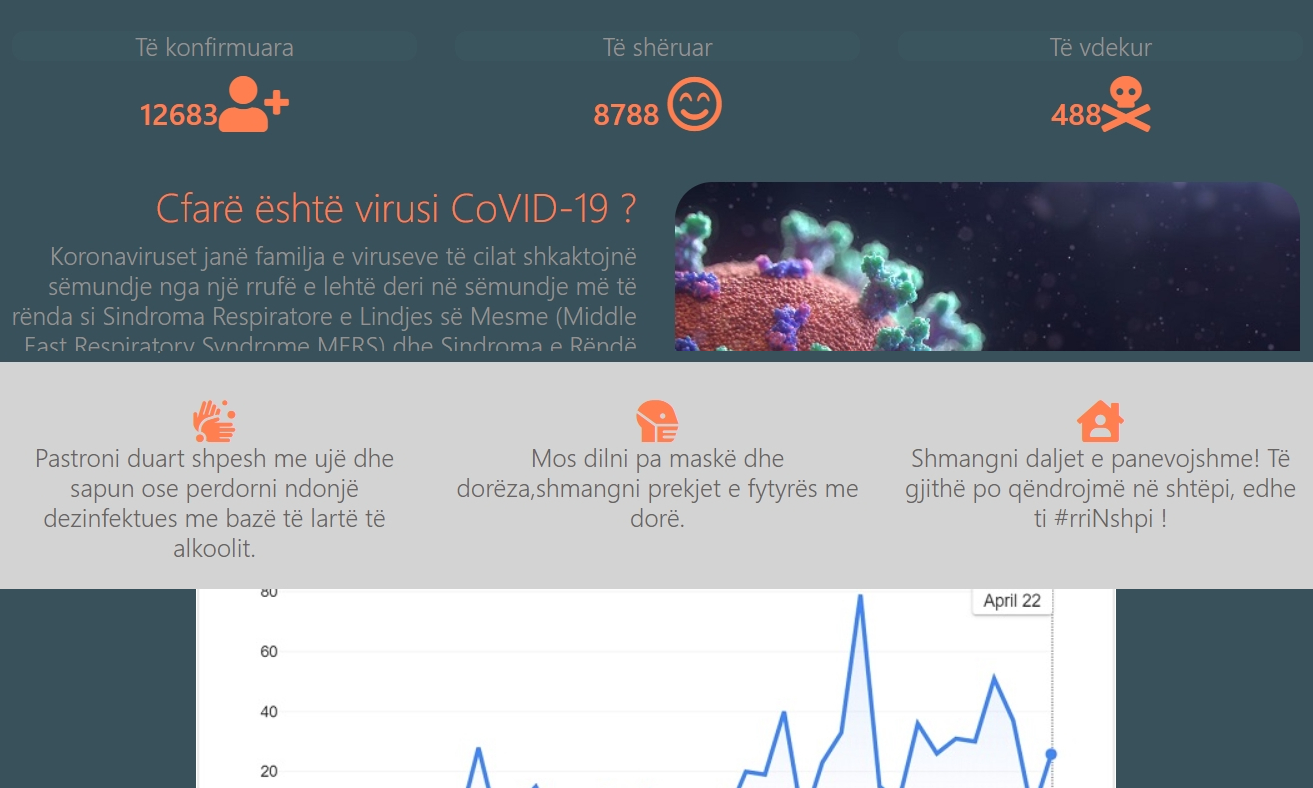 Të konfirmuara
Të shëruar
Të vdekur
12683
8788
488
Cfarë është virusi CoVID-19 ?
Koronaviruset janë familja e viruseve të cilat shkaktojnë
sëmundje nga një rrufë e lehtë deri në sëmundje më të
rënda si Sindroma Respiratore e Lindjes së Mesme (Middle
East Respiratory Syndrome MERS) dhe Sindroma e Rëndë
Pastroni duart shpesh me ujë dhe
sapun ose perdorni ndonjë
dezinfektues me bazë të lartë të
alkoolit.
Mos dilni pa maskë dhe
dorëza,shmangni prekjet e fytyrës me
dorë.
Shmangni daljet e panevojshme! Të
gjithë po qëndrojmë në shtëpi, edhe
ti #rriNshpi !
80
April 22
60
40
20